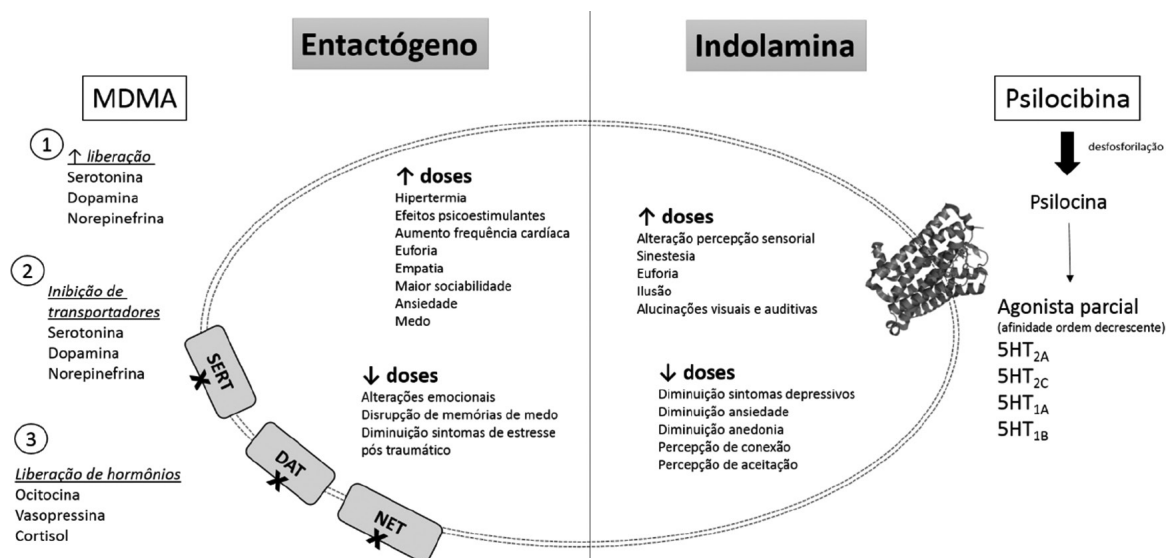 Entactógeno
MDMA
1
↑ liberação
Serotonina
Dopamina
Norepinefrina
2
Inibição de
transportadores
Serotonina
Dopamina
Norepinefrina
3
Liberação de hormônios
Ocitocina
Vasopressina
Cortisol
SERT
X
DAT
X
NET
X
↑ doses
Hipertermia
Efeitos psicoestimulantes
Aumento frequência cardíaca
Euforia
Empatia
Maior sociabilidade
Ansiedade
Medo
↓ doses
Alterações emocionais
Disrupção de memórias de medo
Diminuição sintomas de estresse
pós traumático
Indolamina
↑ doses
Alteração percepção sensorial
Sinestesia
Euforia
Ilusão
Alucinações visuais e auditivas
↓ doses
Diminuição sintomas depressivos
Diminuição ansiedade
Diminuição anedonia
Percepção de conexão
Percepção de aceitação
Psilocibina
desfosforilação
Psilocina
Agonista parcial
(afinidade ordem decrescente)
5HT2A
5HT2C
5HT1A
5HT1B